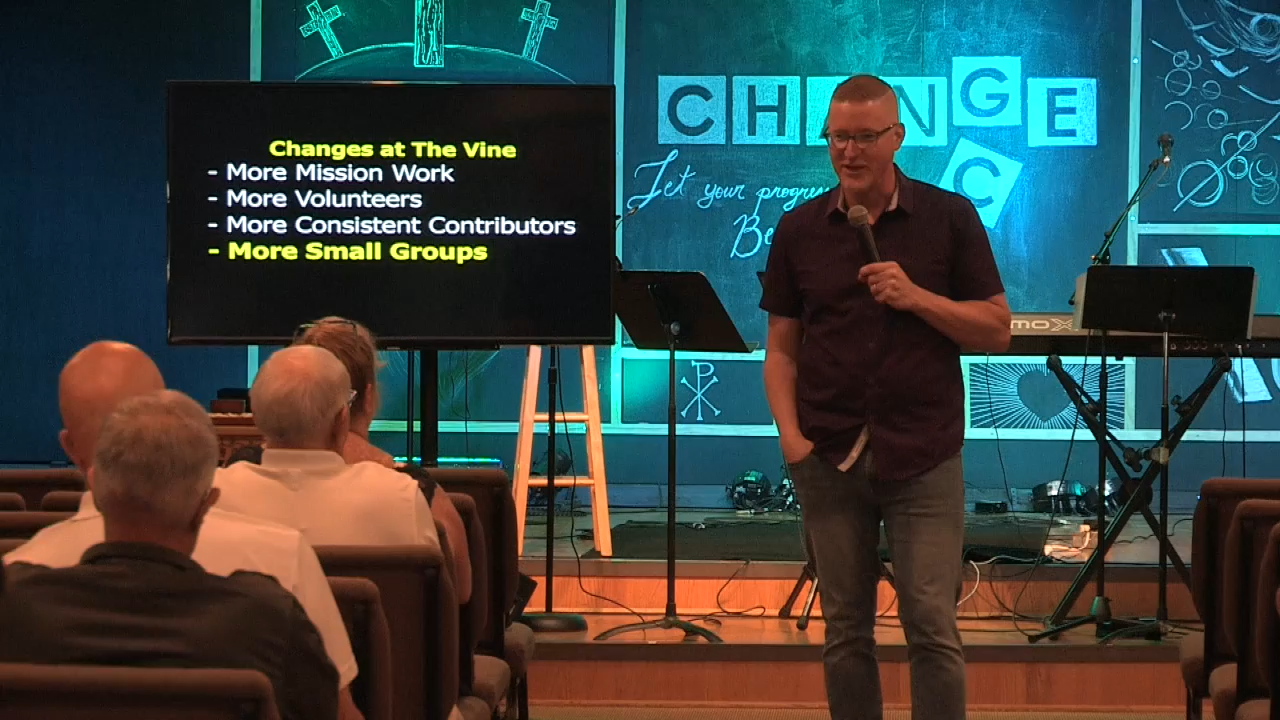 Changes at The Vine
- More Mission Work
- More Volunteers
- More Consistent Contributors
- More Small Groups
CHANGE
C
Let your progre
Be
mox